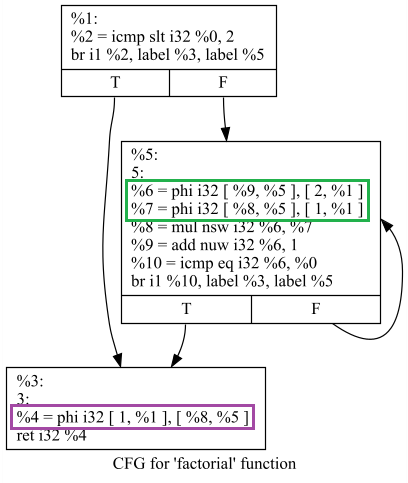 %1:
%2 = icmp slt i32 %0, 2
br i1 %2, label %3, label %5
T
F
%5:
5:
%6 = phi i32 [ %9, %5 ], [ 2, %1 ]
%7 = phi i32 [ %8, %5 ], [ 1, %1 ]
%8 = mul nsw i32 %6, %7
%9 = add nuw i32 %6, 1
%10 = icmp eq i32 %6, %0
br i1 %10, label %3, label %5
T
F
%3:
3:
%4 = phi i32 [ 1, %1 ], [ %8, %5 ]
ret i32 %4
CFG for 'factorial' function